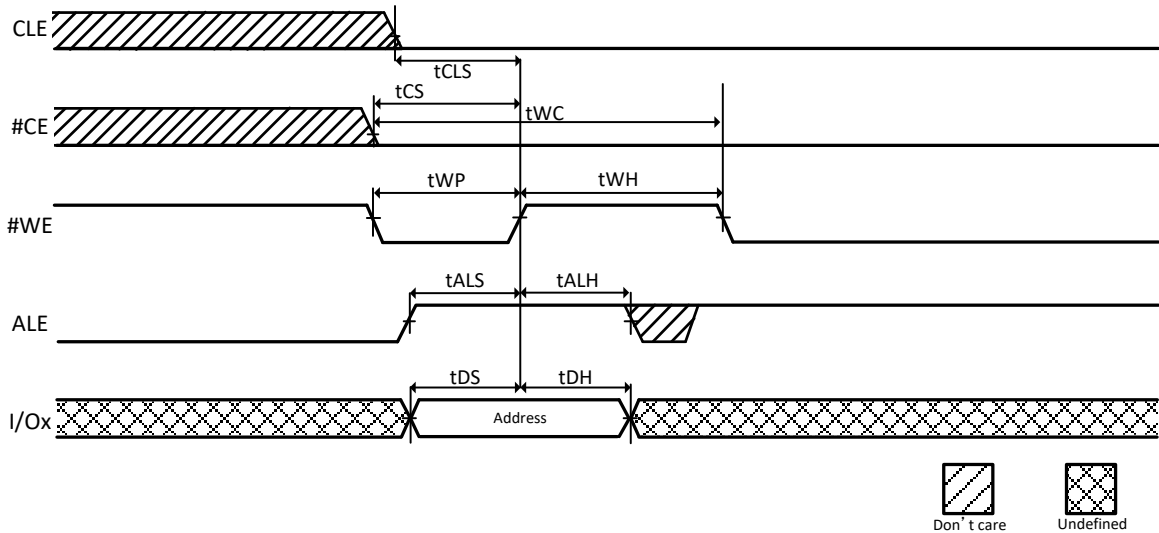 CLE
tCLS
tCS
#CE
tWC
tWP
tWH
#WE
tALS
tALH
ALE
tDS
tDH
I/Ox
Address
Don’t care
Undefined